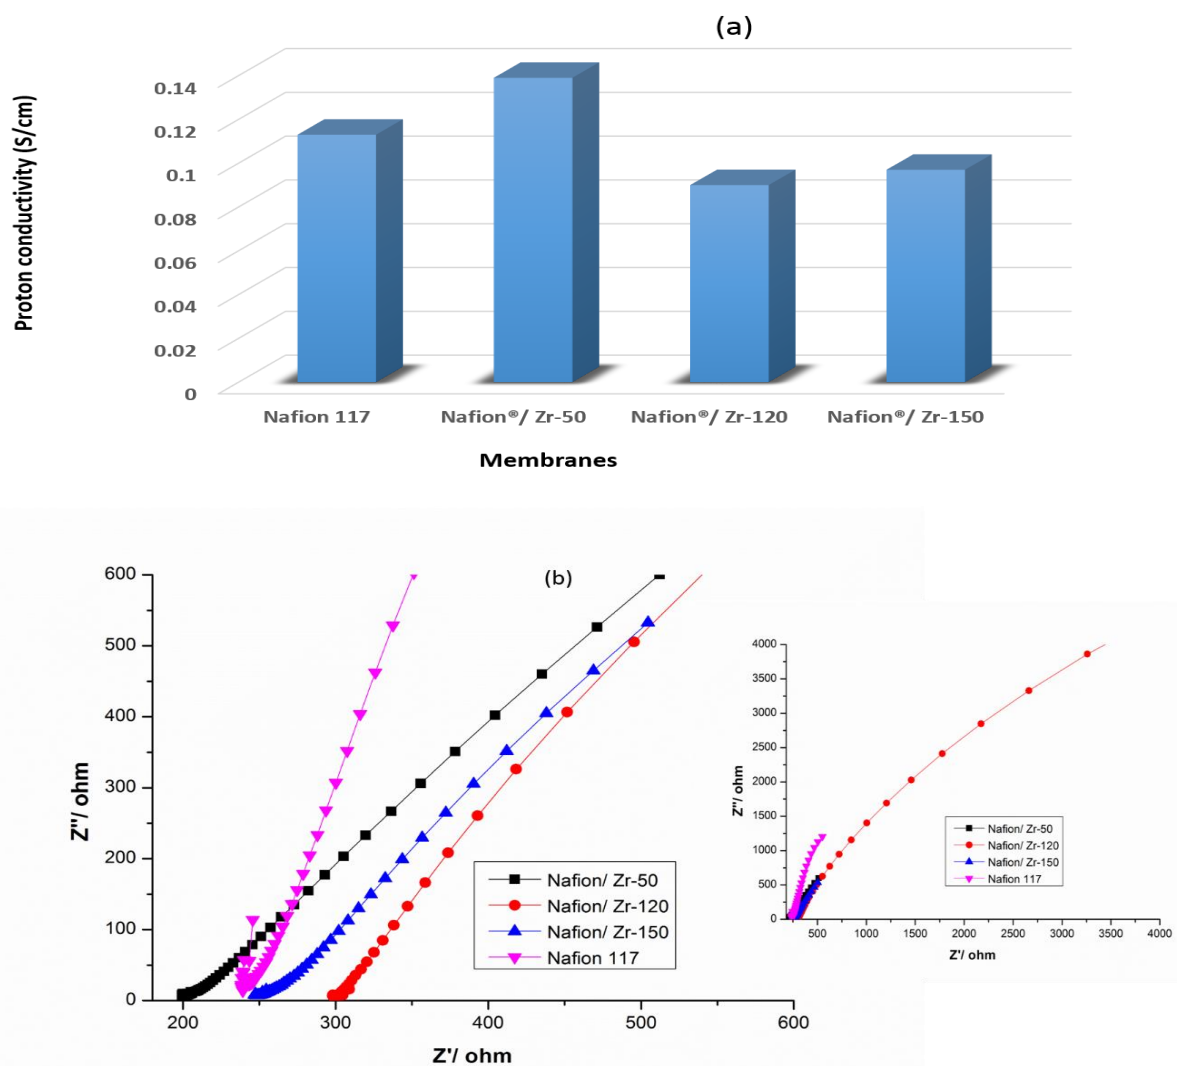 (a)
Proton conductivity (S/cm)
0.14
0.12
0.1
0.08
0.06
0.04
0.02
0
Nafion 117 Nafion®/ Zr-50 Nafion®/ Zr-120 Nafion®/ Zr-150
Membranes
(b)
Z''/ ohm
600
500
400
300
200
100
0
200 300 400 500 600
Z'/ ohm
Nafion/ Zr-50
Nafion/ Zr-120
Nafion/ Zr-150
Nafion 117
Z''/ ohm
4000
3500
3000
2500
2000
1500
1000
500
0
500 1000 1500 2000 2500 3000 3500 4000
Z'/ ohm
Nafion/ Zr-50
Nafion/ Zr-120
Nafion/ Zr-150
Nafion 117